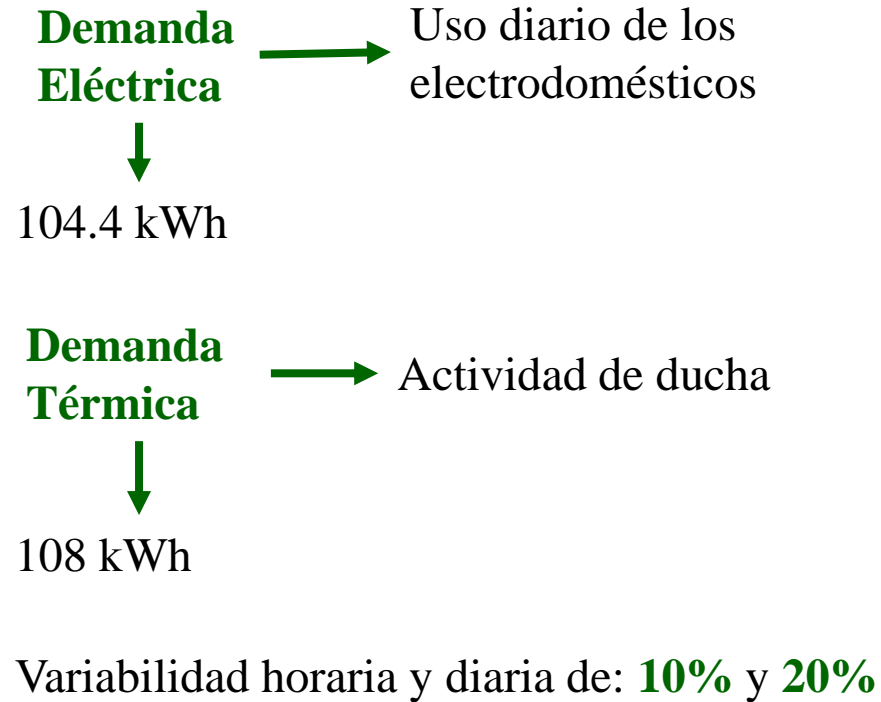 Demanda
Eléctrica
Uso diario de los
electrodomésticos
104.4 kWh
Demanda
Térmica
Actividad de ducha
108 kWh
Variabilidad horaria y diaria de: 10% y 20%